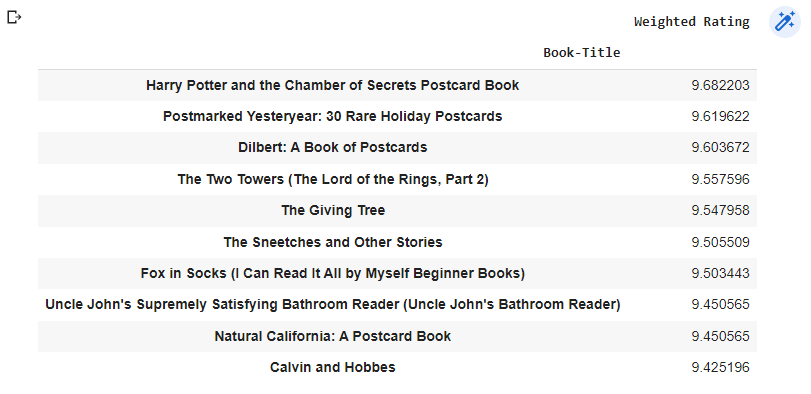 Weighted Rating
Book-Title
Harry Potter and the Chamber of Secrets Postcard Book 9.682203
Postmarked Yesteryear: 30 Rare Holiday Postcards 9.619622
Dilbert: A Book of Postcards 9.603672
The Two Towers (The Lord of the Rings, Part 2) 9.557596
The Giving Tree 9.547958
The Sneetches and Other Stories 9.505509
Fox in Socks (I Can Read It All by Myself Beginner Books) 9.503443
Uncle John's Supremely Satisfying Bathroom Reader (Uncle John's Bathroom Reader) 9.450565
Natural California: A Postcard Book 9.450565
Calvin and Hobbes 9.425196